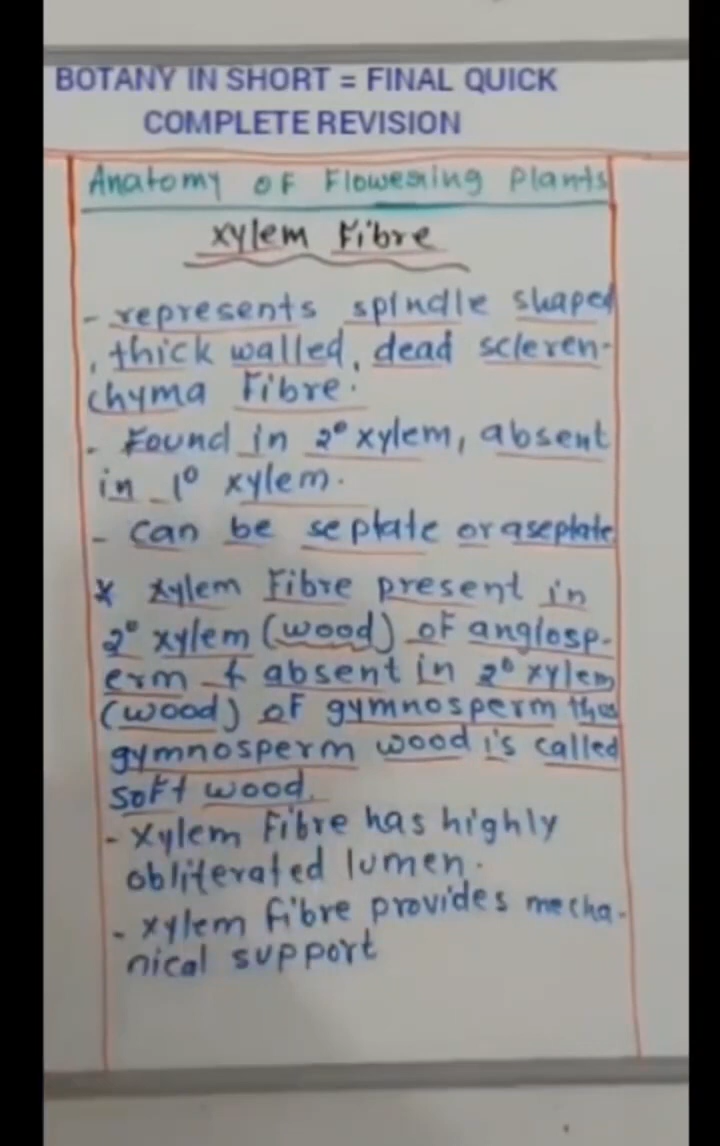 BOTANY IN SHORT = FINAL QUICK
COMPLETE REVISION
Anatomy of Flowering Plants
xylem Fibre
- represents spindle shaped
, thick walled, dead scleren-
chyma Fibre.
- Found in 2° xylem, absent
in 1° xylem.
- can be septate or aseptate
* xylem Fibre present in
2° xylem (wood) of angiosp-
erm & absent in 2° xylem
(wood) of gymnosperm thus
gymnosperm wood is called
soft wood.
- Xylem Fibre has highly
obliterated lumen.
- xylem fibre provides mecha-
nical support